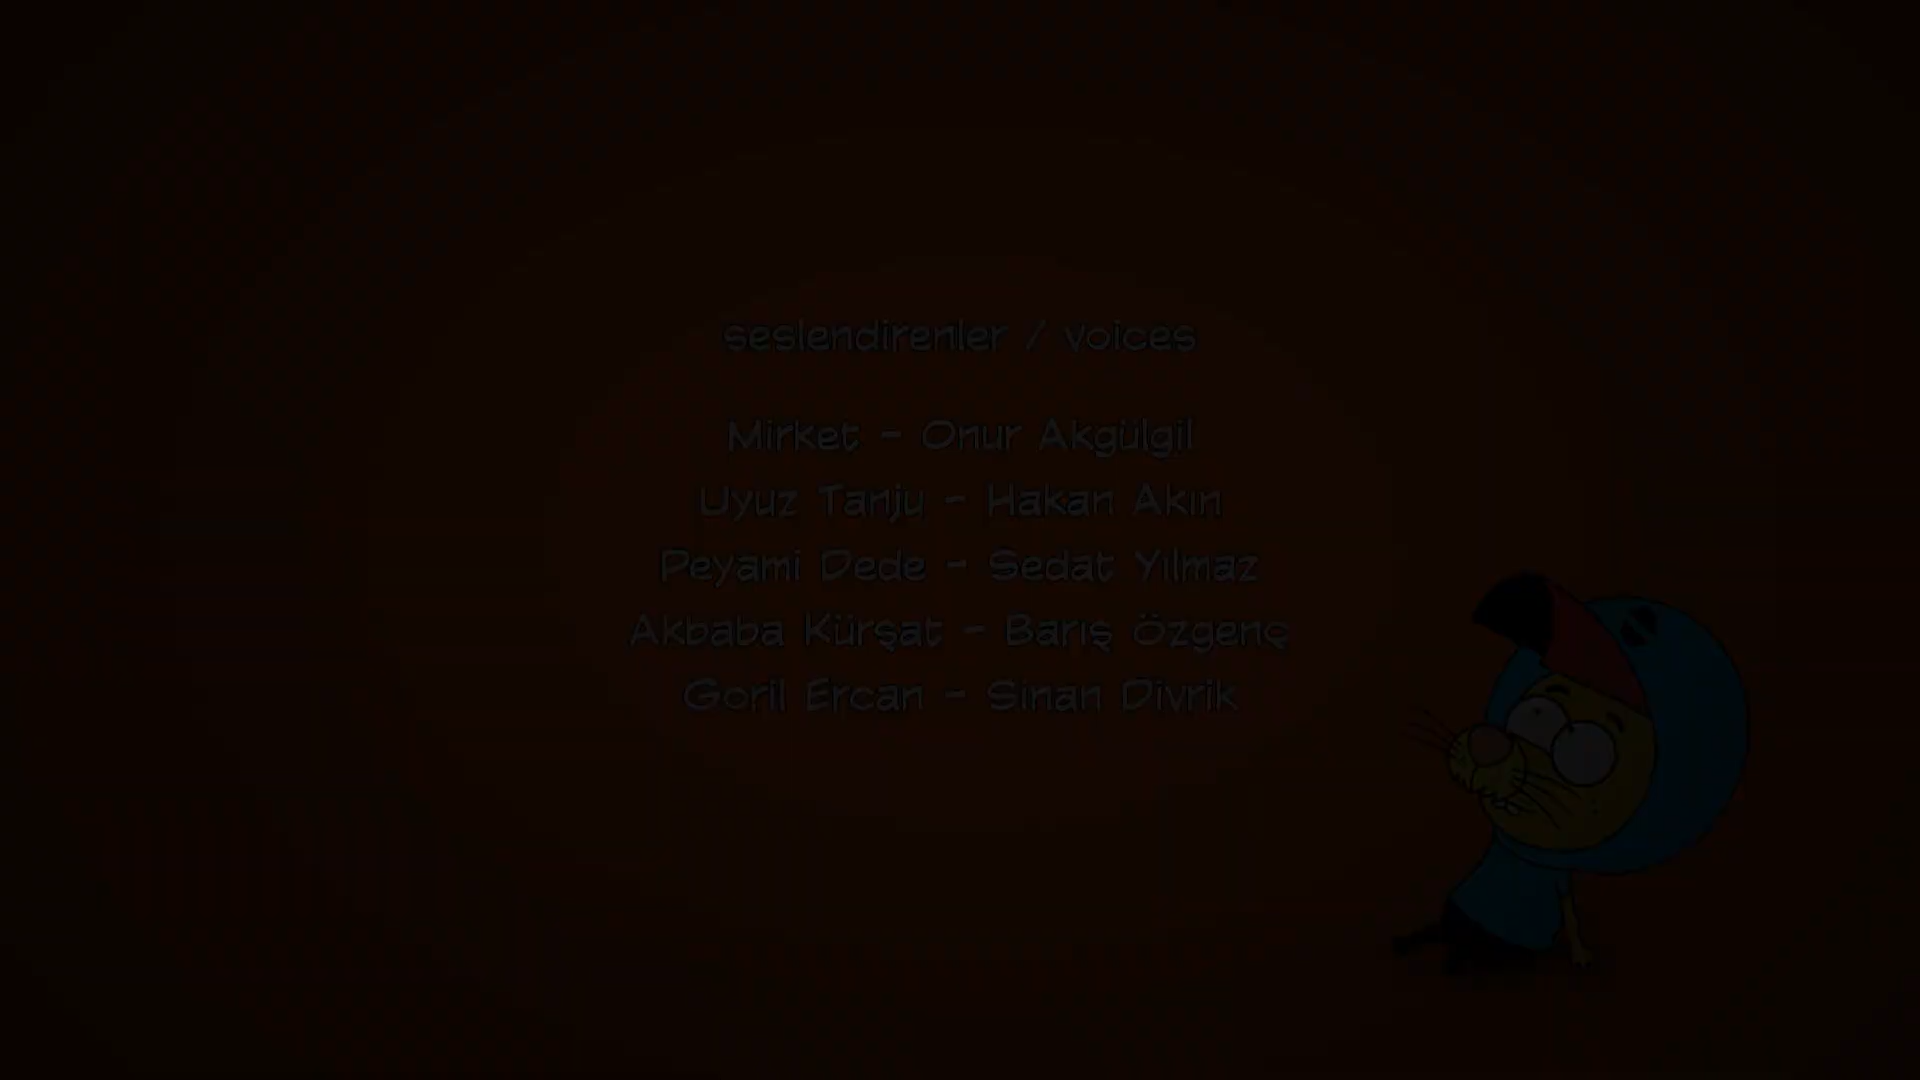 seslendirenler / voices
Mirket - Onur Akgülgil
Uyuz Tanju - Hakan Akın
Peyami Dede - Sedat Yılmaz
Akbaba Kürşat - Barış Özgenç
Goril Ercan - Sinan Divrik